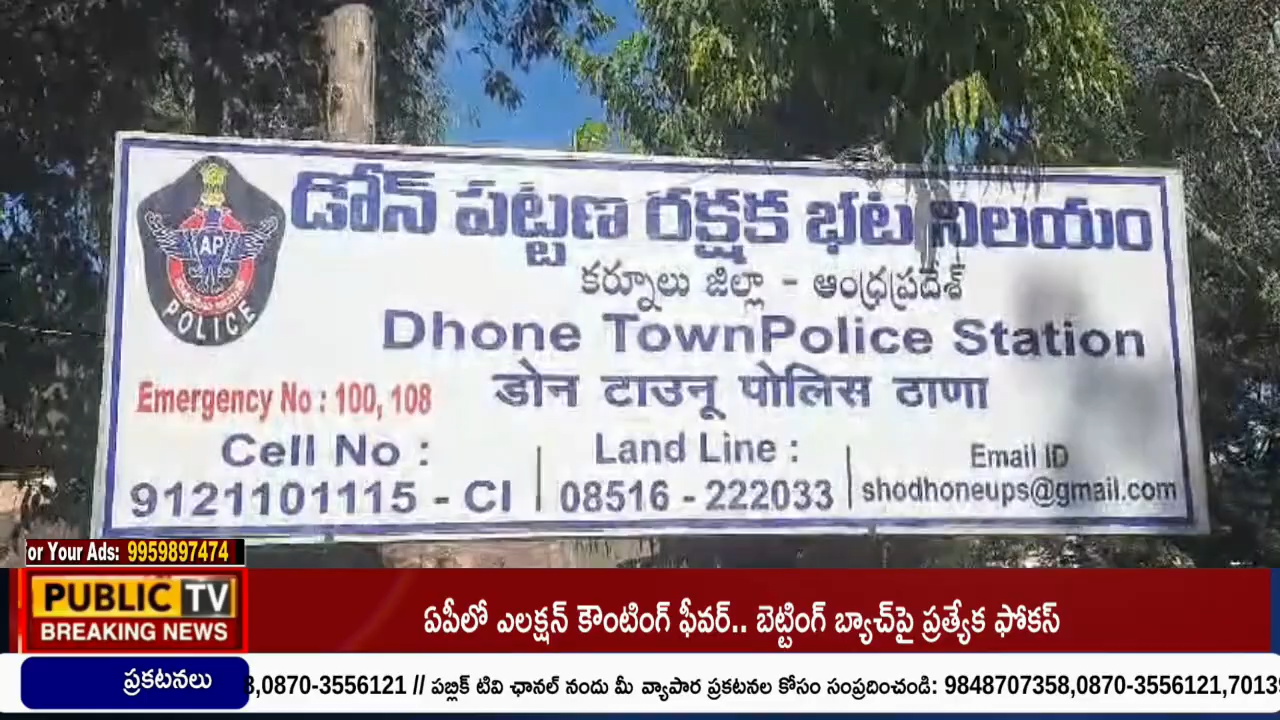 డోన్ పట్టణ రక్షక భట నిలయం
కర్నూలు జిల్లా - ఆంధ్రప్రదేశ్
AP
POLICE
Dhone TownPolice Station
डोन टाउनू पोलिस ठाणा
Emergency No : 100, 108
Cell No :
9121101115 - CI
Land Line :
08516 - 222033
Email ID
shodhoneups@gmail.com
or Your Ads: 9959897474
PUBLIC TV
BREAKING NEWS
ఏపీలో ఎలక్షన్ కౌంటింగ్ ఫీవర్.. బెట్టింగ్ బ్యాచ్‌పై ప్రత్యేక ఫోకస్
ప్రకటనలు
3,0870-3556121 // పబ్లిక్ టివి ఛానల్ నందు మీ వ్యాపార ప్రకటనల కోసం సంప్రదించండి: 9848707358,0870-3556121,70139